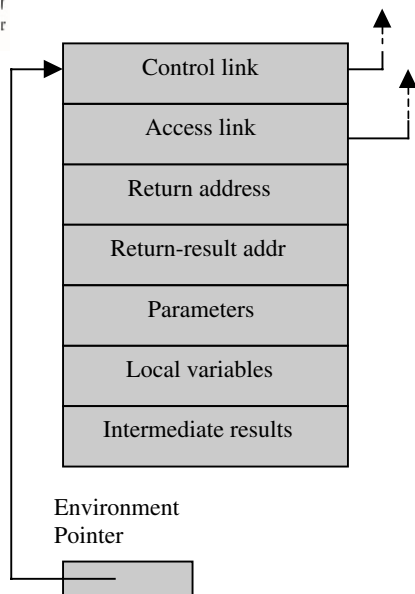 Control link
Access link
Return address
Return-result addr
Parameters
Local variables
Intermediate results
Environment
Pointer